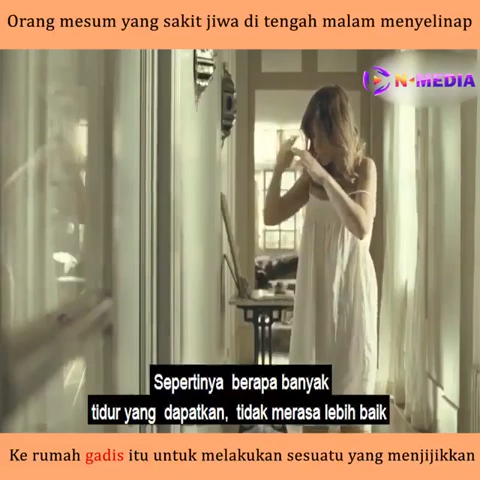 Orang mesum yang sakit jiwa di tengah malam menyelinap
N-MEDIA
Sepertinya berapa banyak
tidur yang dapatkan, tidak merasa lebih baik
Ke rumah gadis itu untuk melakukan sesuatu yang menjijikkan